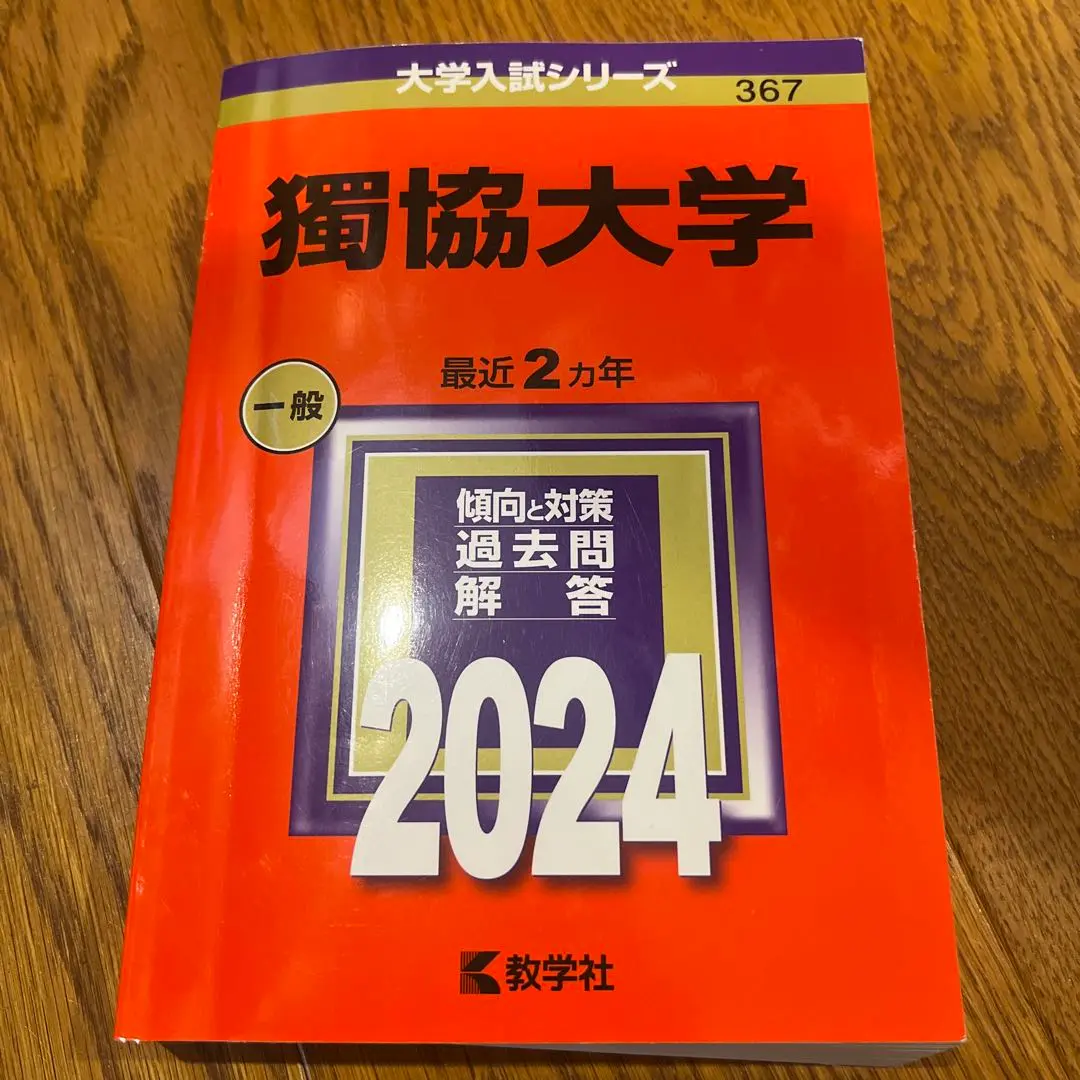 大学入試シリーズ
367
獨協大学
最近2カ年
一般
傾向と対策
過去問
解答
2024
教学社